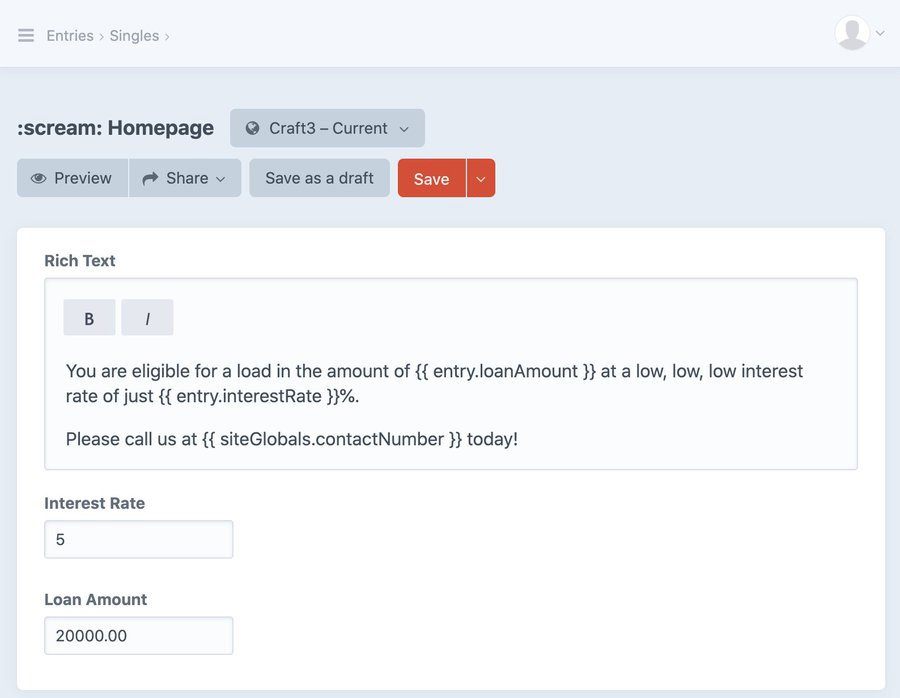 Entries › Singles ›
:scream: Homepage
Craft3 – Current
Preview Share Save as a draft Save
Rich Text
B I
You are eligible for a load in the amount of {{ entry.loanAmount }} at a low, low, low interest
rate of just {{ entry.interestRate }}%.
Please call us at {{ siteGlobals.contactNumber }} today!
Interest Rate
5
Loan Amount
20000.00